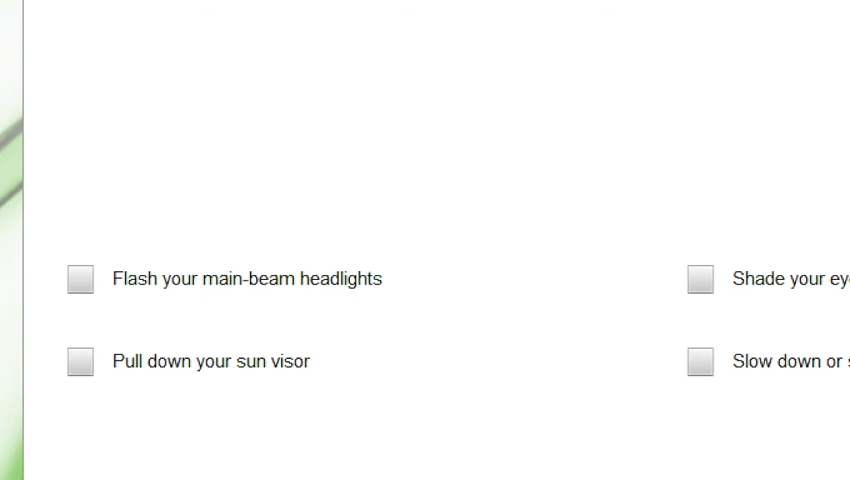 Flash your main-beam headlights
Shade your
Pull down your sun visor
Slow down or